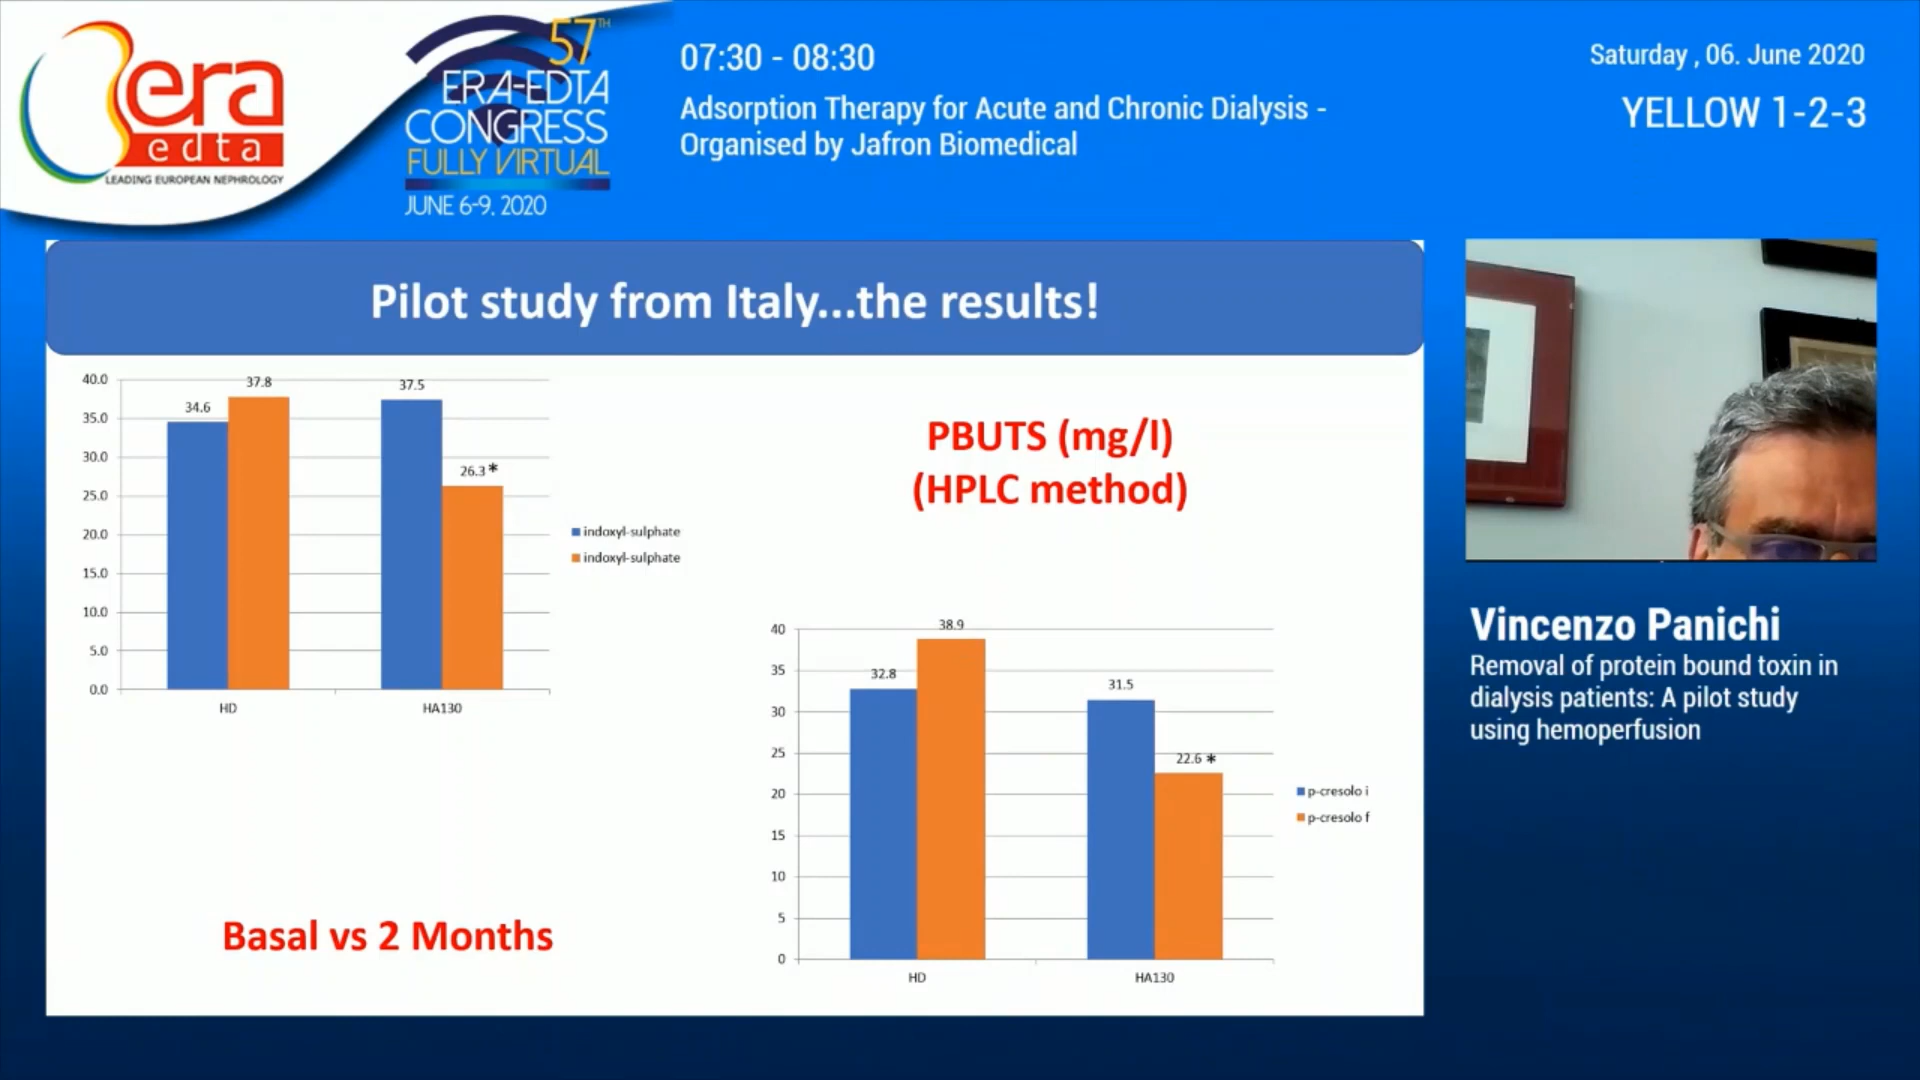 era
edta
LEADING EUROPEAN NEPHROLOGY
57TH
ERA-EDTA
CONGRESS
FULLY VIRTUAL
JUNE 6-9, 2020
07:30 - 08:30
Adsorption Therapy for Acute and Chronic Dialysis -
Organised by Jafron Biomedical
Saturday , 06. June 2020
YELLOW 1-2-3
Pilot study from Italy...the results!
40.0
35.0
30.0
25.0
20.0
15.0
10.0
5.0
0.0
34.6
37.8
37.5
26.3 *
HD
HA130
indoxyl-sulphate
indoxyl-sulphate
PBUTS (mg/l)
(HPLC method)
40
35
30
25
20
15
10
5
0
32.8
38.9
31.5
22.6 *
HD
HA130
p-cresolo i
p-cresolo f
Basal vs 2 Months
Vincenzo Panichi
Removal of protein bound toxin in
dialysis patients: A pilot study
using hemoperfusion